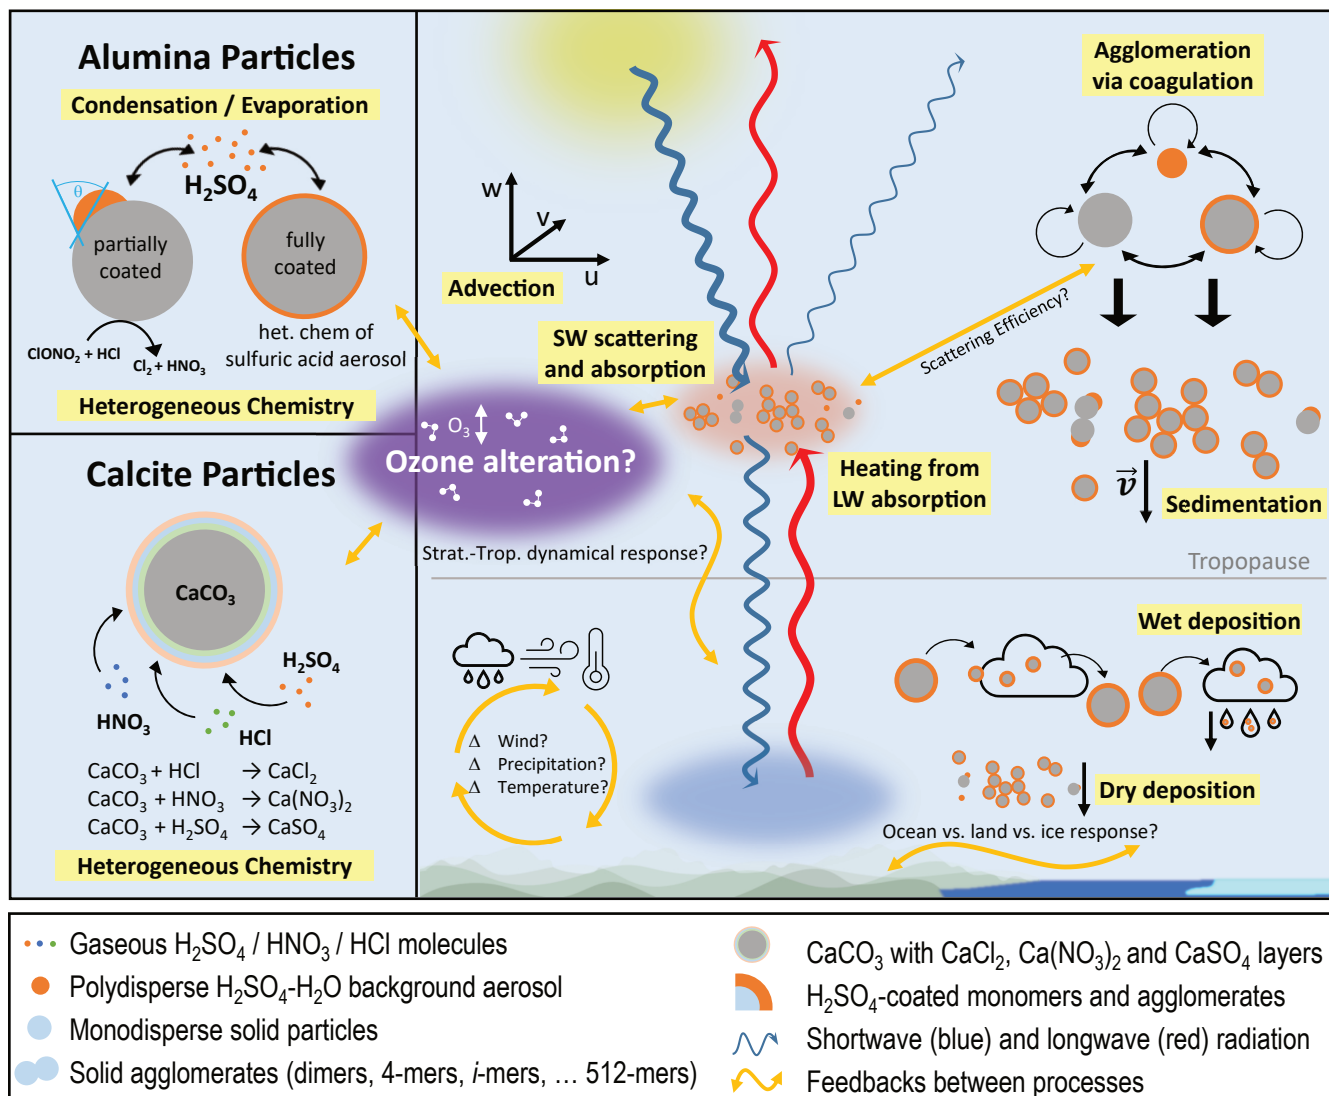 Alumina Particles
Condensation / Evaporation
H₂SO₄
θ
partially
coated
fully
coated
ClONO₂ + HCl
Cl₂ + HNO₃
het. chem of
sulfuric acid aerosol
Heterogeneous Chemistry
Calcite Particles
CaCO₃
H₂SO₄
HNO₃
HCl
CaCO₃ + HCl → CaCl₂
CaCO₃ + HNO₃ → Ca(NO₃)₂
CaCO₃ + H₂SO₄ → CaSO₄
Heterogeneous Chemistry
w
v
u
Advection
SW scattering
and absorption
O₃
Ozone alteration?
Heating from
LW absorption
Strat.-Trop. dynamical response?
Agglomeration
via coagulation
Scattering Efficiency?
v⃗
Sedimentation
Tropopause
Δ Wind?
Δ Precipitation?
Δ Temperature?
Wet deposition
Dry deposition
Ocean vs. land vs. ice response?
Gaseous H₂SO₄ / HNO₃ / HCl molecules
Polydisperse H₂SO₄-H₂O background aerosol
Monodisperse solid particles
Solid agglomerates (dimers, 4-mers, i-mers, … 512-mers)
CaCO₃ with CaCl₂, Ca(NO₃)₂ and CaSO₄ layers
H₂SO₄-coated monomers and agglomerates
Shortwave (blue) and longwave (red) radiation
Feedbacks between processes